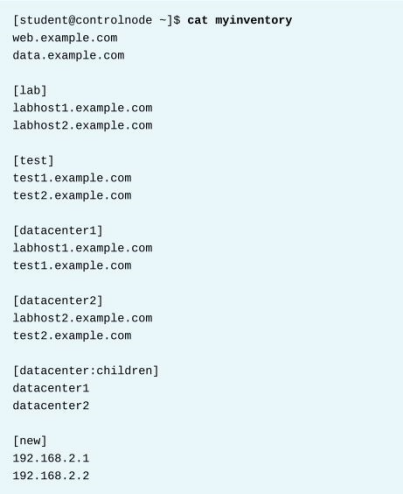 [student@controlnode ~]$ cat myinventory
web.example.com
data.example.com

[lab]
labhost1.example.com
labhost2.example.com

[test]
test1.example.com
test2.example.com

[datacenter1]
labhost1.example.com
test1.example.com

[datacenter2]
labhost2.example.com
test2.example.com

[datacenter:children]
datacenter1
datacenter2

[new]
192.168.2.1
192.168.2.2